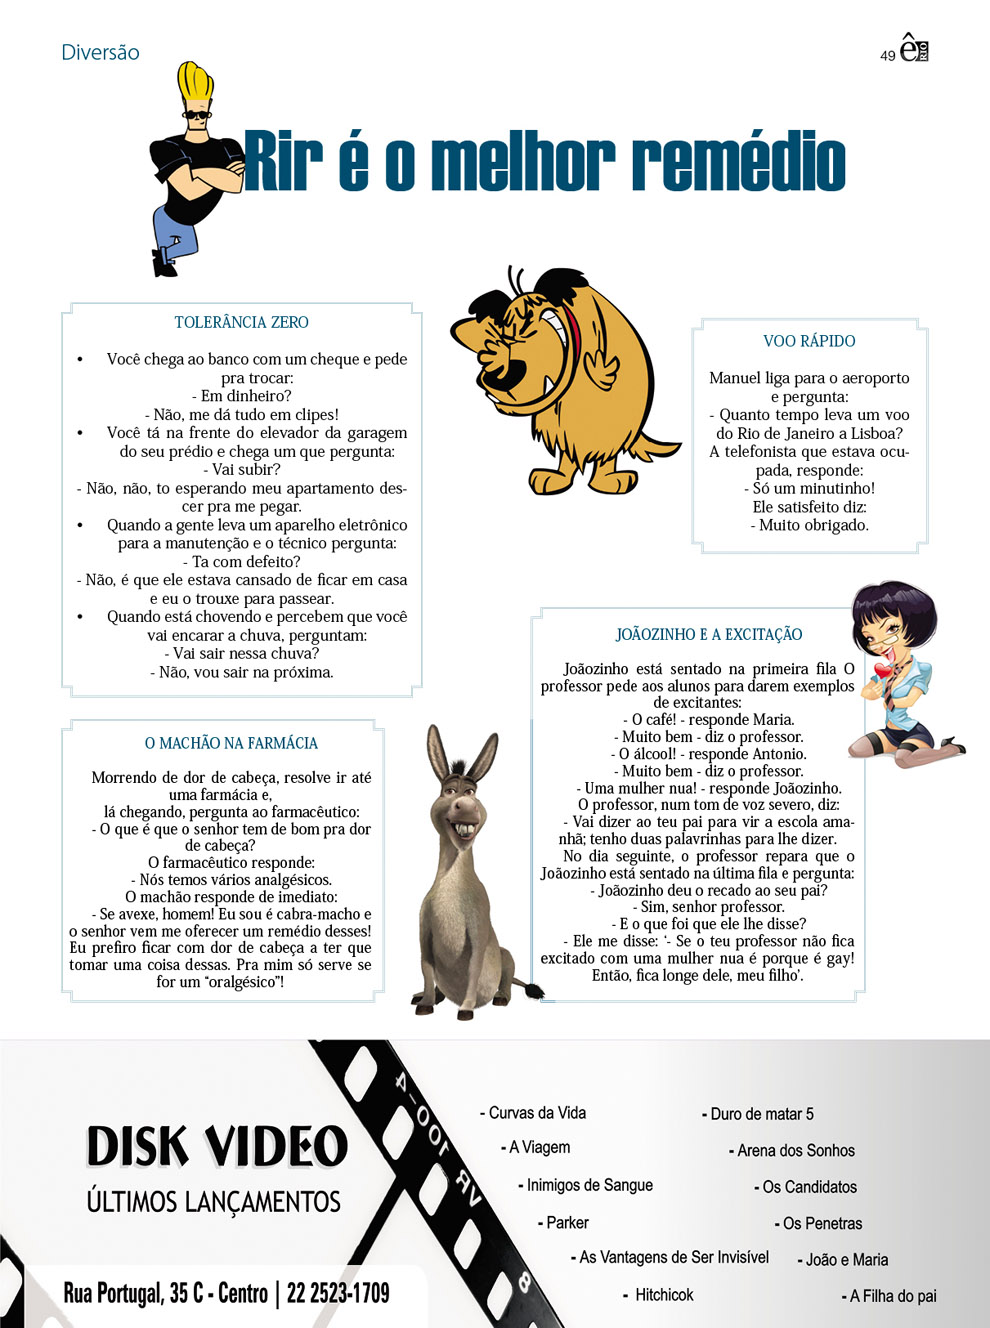 Diversão
49 ê RIO
Rir é o melhor remédio
TOLERÂNCIA ZERO
• Você chega ao banco com um cheque e pede
pra trocar:
- Em dinheiro?
- Não, me dá tudo em clipes!
• Você tá na frente do elevador da garagem
do seu prédio e chega um que pergunta:
- Vai subir?
- Não, não, to esperando meu apartamento des-
cer pra me pegar.
• Quando a gente leva um aparelho eletrônico
para a manutenção e o técnico pergunta:
- Ta com defeito?
- Não, é que ele estava cansado de ficar em casa
e eu o trouxe para passear.
• Quando está chovendo e percebem que você
vai encarar a chuva, perguntam:
- Vai sair nessa chuva?
- Não, vou sair na próxima.
VOO RÁPIDO
Manuel liga para o aeroporto
e pergunta:
- Quanto tempo leva um voo
do Rio de Janeiro a Lisboa?
A telefonista que estava ocu-
pada, responde:
- Só um minutinho!
Ele satisfeito diz:
- Muito obrigado.
O MACHÃO NA FARMÁCIA
Morrendo de dor de cabeça, resolve ir até
uma farmácia e,
lá chegando, pergunta ao farmacêutico:
- O que é que o senhor tem de bom pra dor
de cabeça?
O farmacêutico responde:
- Nós temos vários analgésicos.
O machão responde de imediato:
- Se avexe, homem! Eu sou é cabra-macho e
o senhor vem me oferecer um remédio desses!
Eu prefiro ficar com dor de cabeça a ter que
tomar uma coisa dessas. Pra mim só serve se
for um “oralgésico”!
JOÃOZINHO E A EXCITAÇÃO
Joãozinho está sentado na primeira fila O
professor pede aos alunos para darem exemplos
de excitantes:
- O café! - responde Maria.
- Muito bem - diz o professor.
- O álcool! - responde Antonio.
- Muito bem - diz o professor.
- Uma mulher nua! - responde Joãozinho.
O professor, num tom de voz severo, diz:
- Vai dizer ao teu pai para vir a escola ama-
nhã; tenho duas palavrinhas para lhe dizer.
No dia seguinte, o professor repara que o
Joãozinho está sentado na última fila e pergunta:
- Joãozinho deu o recado ao seu pai?
- Sim, senhor professor.
- E o que foi que ele lhe disse?
- Ele me disse: ‘- Se o teu professor não fica
excitado com uma mulher nua é porque é gay!
Então, fica longe dele, meu filho’.
DISK VIDEO
ÚLTIMOS LANÇAMENTOS
Rua Portugal, 35 C - Centro | 22 2523-1709
- Curvas da Vida
- A Viagem
- Inimigos de Sangue
- Parker
- As Vantagens de Ser Invisível
- Hitchicok
- Duro de matar 5
- Arena dos Sonhos
- Os Candidatos
- Os Penetras
- João e Maria
- A Filha do pai
8